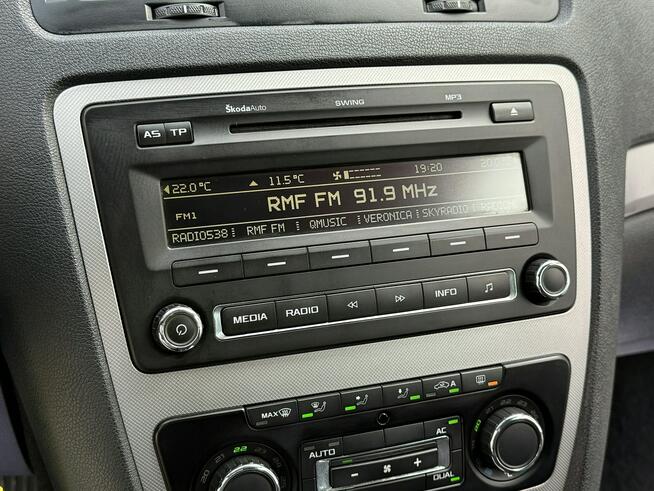 ŠkodaAuto SWING MP3
AS TP
22.0°C 11.5°C 19:20
RMF FM 91.9 MHz
FM1
RADIO538 RMF FM QMUSIC VERONICA SKYRADIO
MEDIA RADIO INFO
MAX A
AC
22 AUTO
DUAL